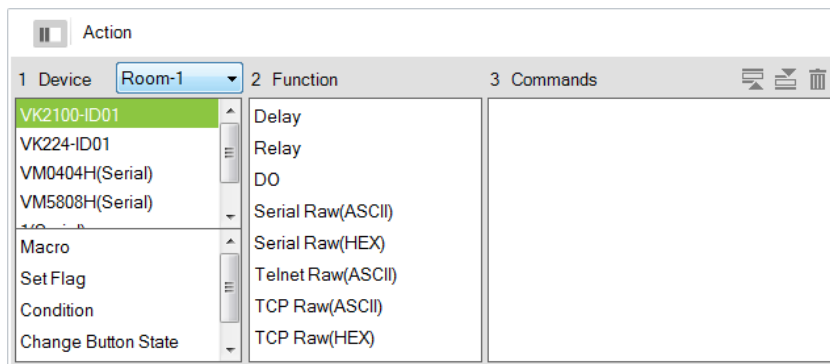 Action
1 Device
Room-1
2 Function
3 Commands
VK2100-ID01
VK224-ID01
VM0404H(Serial)
VM5808H(Serial)
Macro
Set Flag
Condition
Change Button State
Delay
Relay
DO
Serial Raw(ASCII)
Serial Raw(HEX)
Telnet Raw(ASCII)
TCP Raw(ASCII)
TCP Raw(HEX)